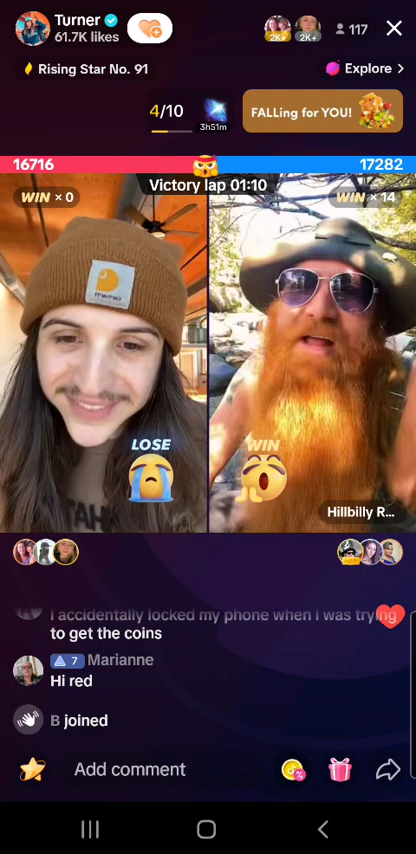 Turner
61.7K likes
2K+
2K+
117
Rising Star No. 91
Explore >
4/10
3h51m
FALLing for YOU!
16716
17282
Victory lap 01:10
WIN × 0
WIN × 14
LOSE
WIN
Hillbilly R...
I accidentally locked my phone when i was trying
to get the coins
7 Marianne
Hi red
B joined
Add comment